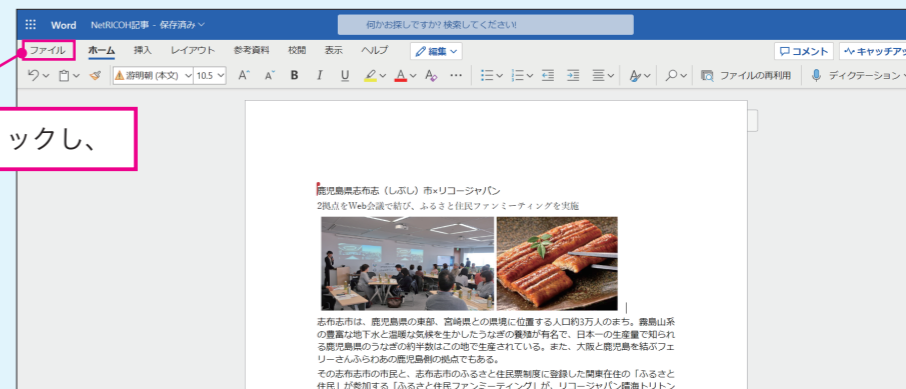 Word NetRICOH記事 - 保存済み
何かお探しですか? 検索してください!
ファイル ホーム 挿入 レイアウト 参考資料 校閲 表示 ヘルプ 編集 コメント キャッチアッ
游明朝 (本文) 10.5 A A B I U A A ... ファイルの再利用 ディクテーション
ックし、
鹿児島県志布志（しぶし）市×リコージャパン
2拠点をWeb会議で結び、ふるさと住民ファンミーティングを実施
志布志市は、鹿児島県の東部、宮崎県との県境に位置する人口約3万人のまち。霧島山系
の豊富な地下水と温暖な気候を生かしたうなぎの養殖が有名で、日本一の生産量で知られ
る鹿児島県のうなぎの約半数はこの地で生産されている。また、大阪と鹿児島を結ぶフェ
リーさんふらわあの鹿児島側の拠点でもある。
その志布志市の市民と、志布志市のふるさと住民票制度に登録した関東在住の「ふるさと
住民」が参加する「ふるさと住民ファンミーティング」が、リコージャパン晴海トリトン